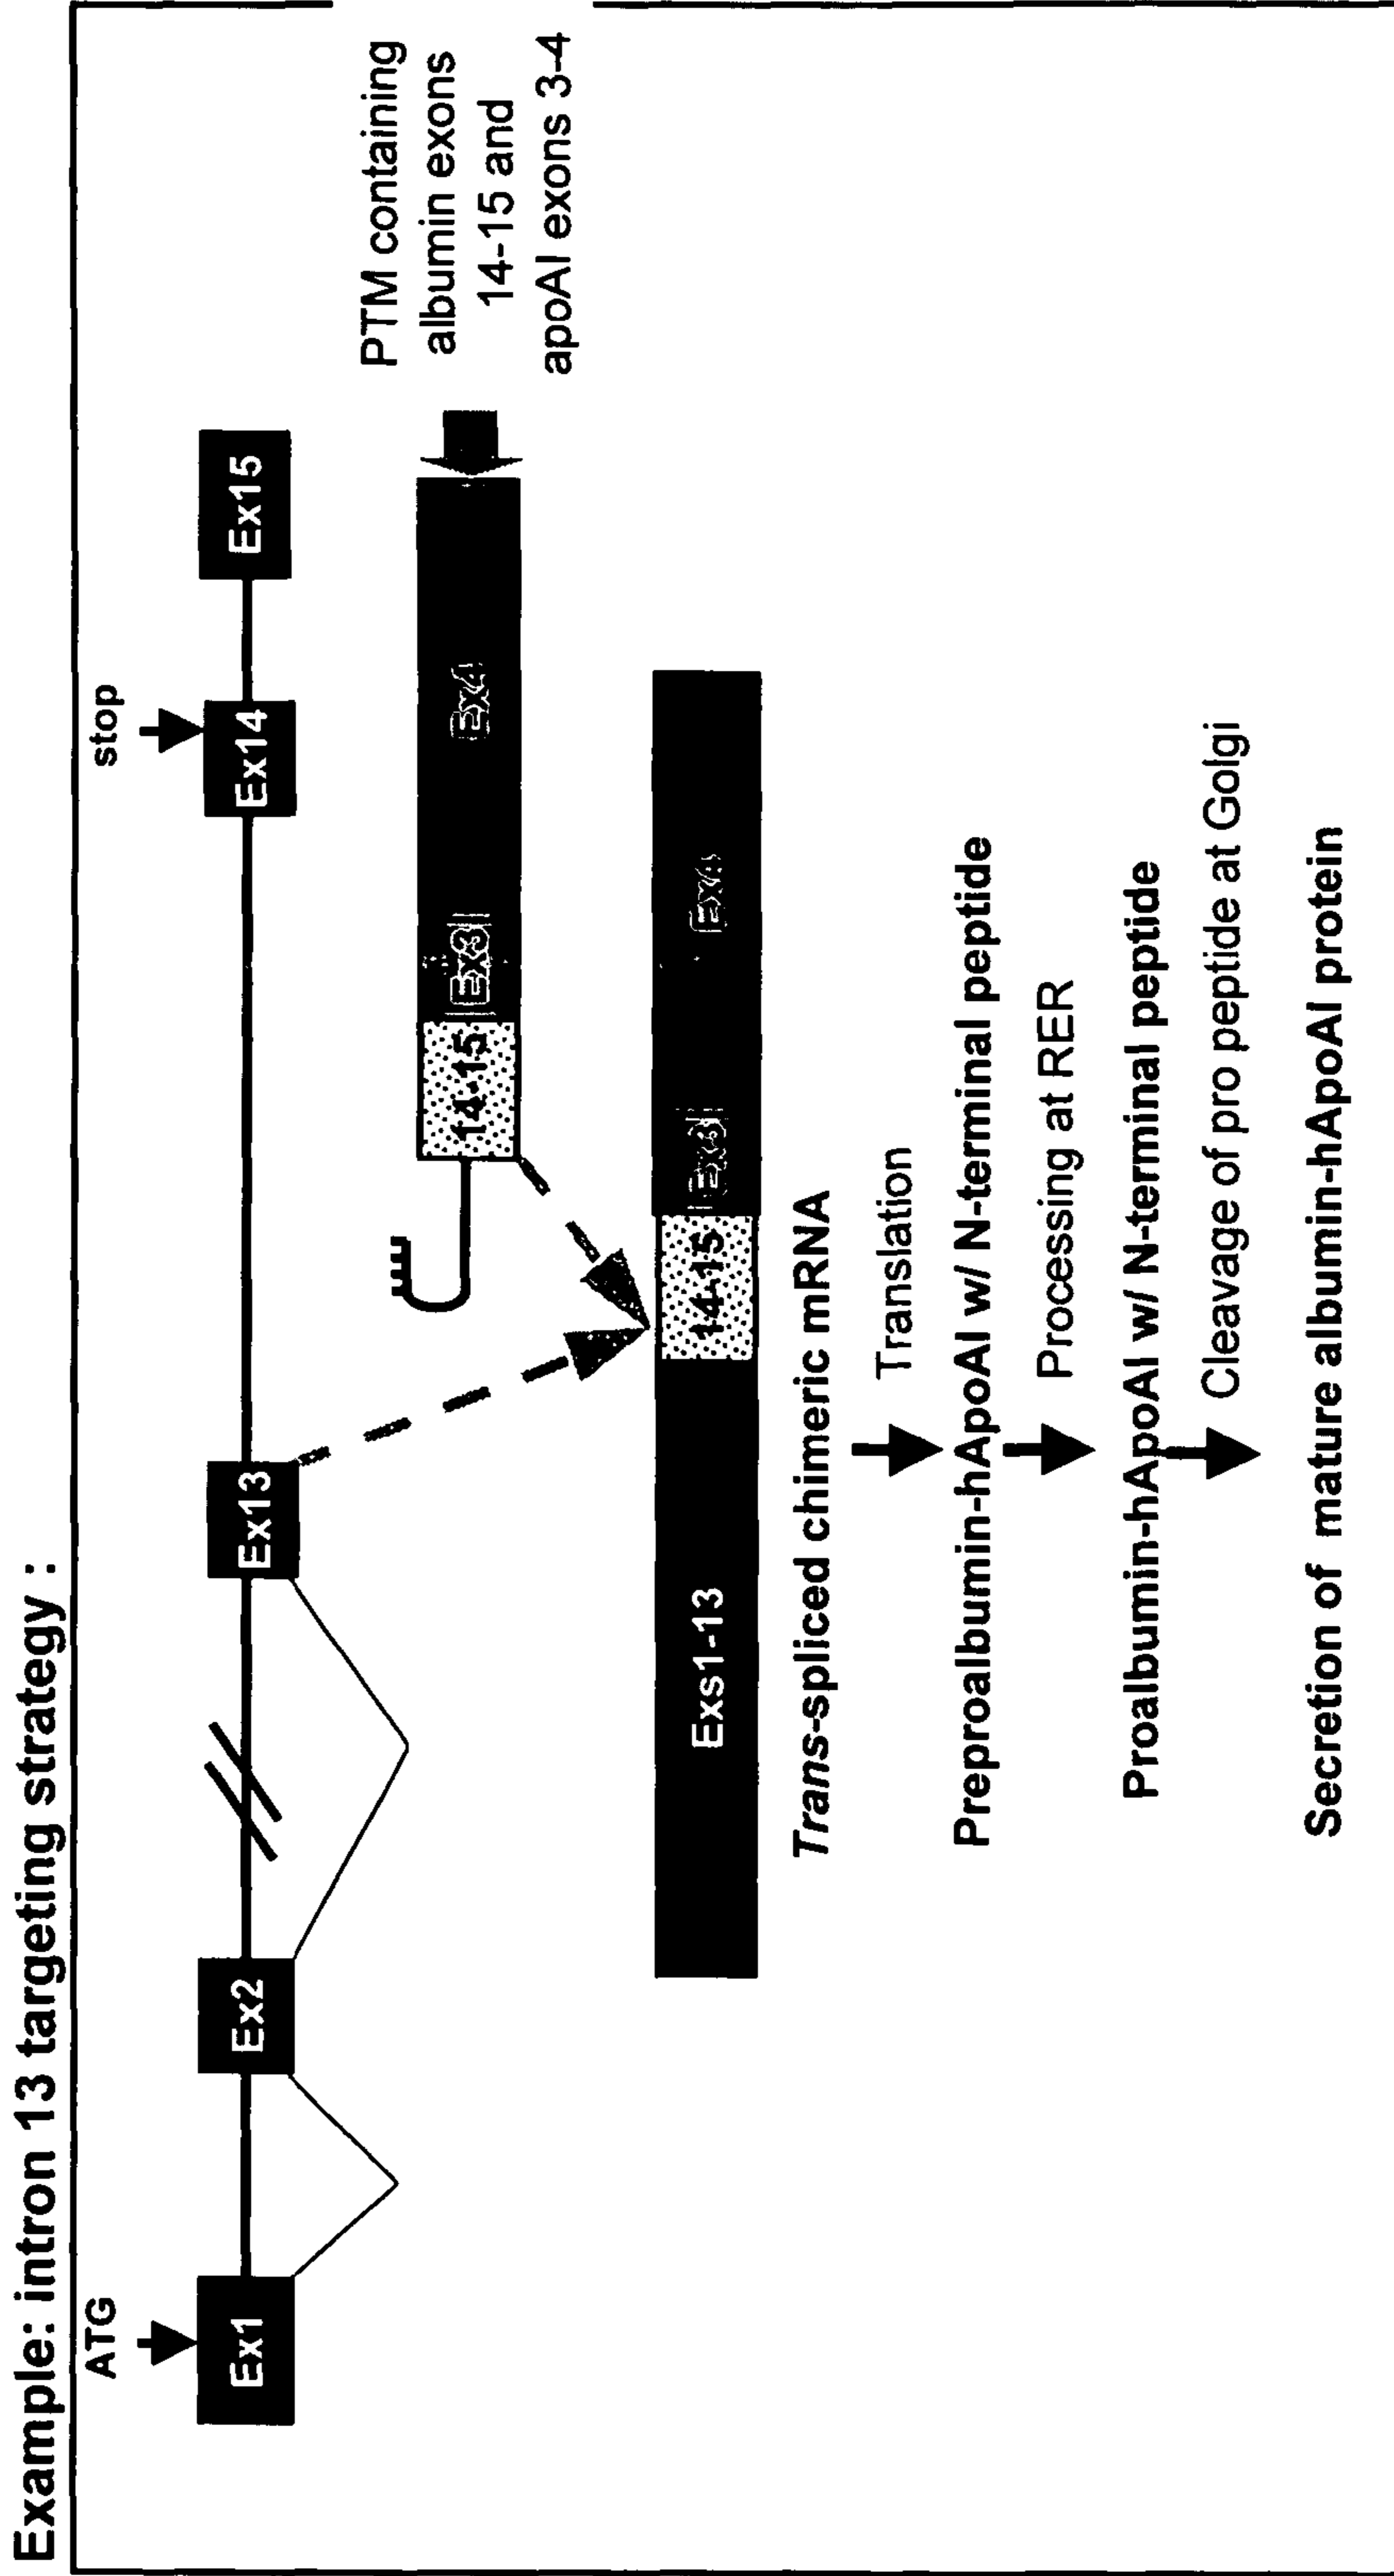 Example: intron 13 targeting strategy :
ATG
stop
Ex1
Ex2
Ex13
Ex14
Ex15
14-15
Ex3
Ex4
PTM containing
albumin exons
14-15 and
apoAI exons 3-4
Exs1-13
14-15
Ex3
Ex4
Trans-spliced chimeric mRNA
Translation
Preproalbumin-hApoAI w/ N-terminal peptide
Processing at RER
Proalbumin-hApoAI w/ N-terminal peptide
Cleavage of pro peptide at Golgi
Secretion of mature albumin-hApoAI protein